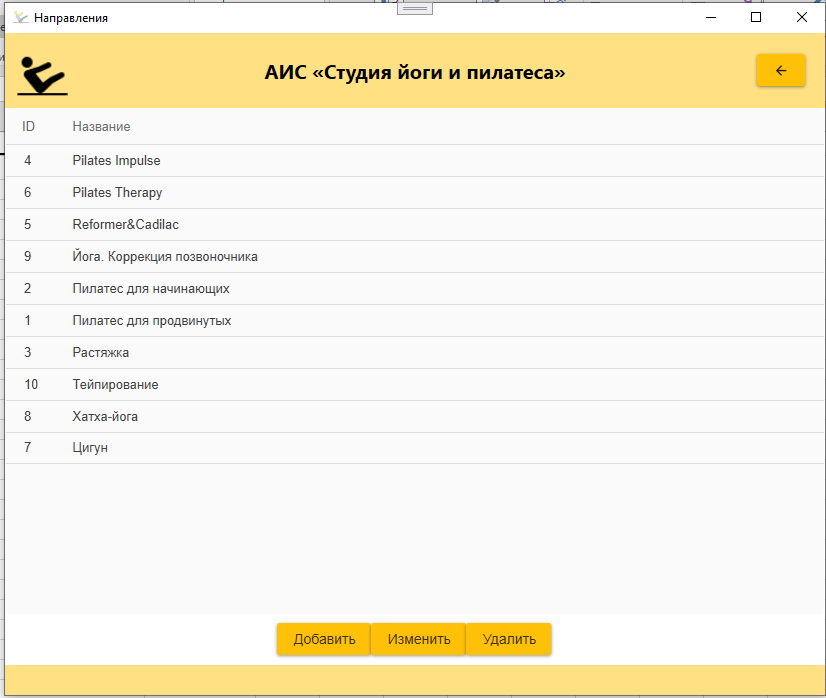 Направления
АИС «Студия йоги и пилатеса»
ID Название
4 Pilates Impulse
6 Pilates Therapy
5 Reformer&Cadilac
9 Йога. Коррекция позвоночника
2 Пилатес для начинающих
1 Пилатес для продвинутых
3 Растяжка
10 Тейпирование
8 Хатха-йога
7 Цигун
Добавить Изменить Удалить